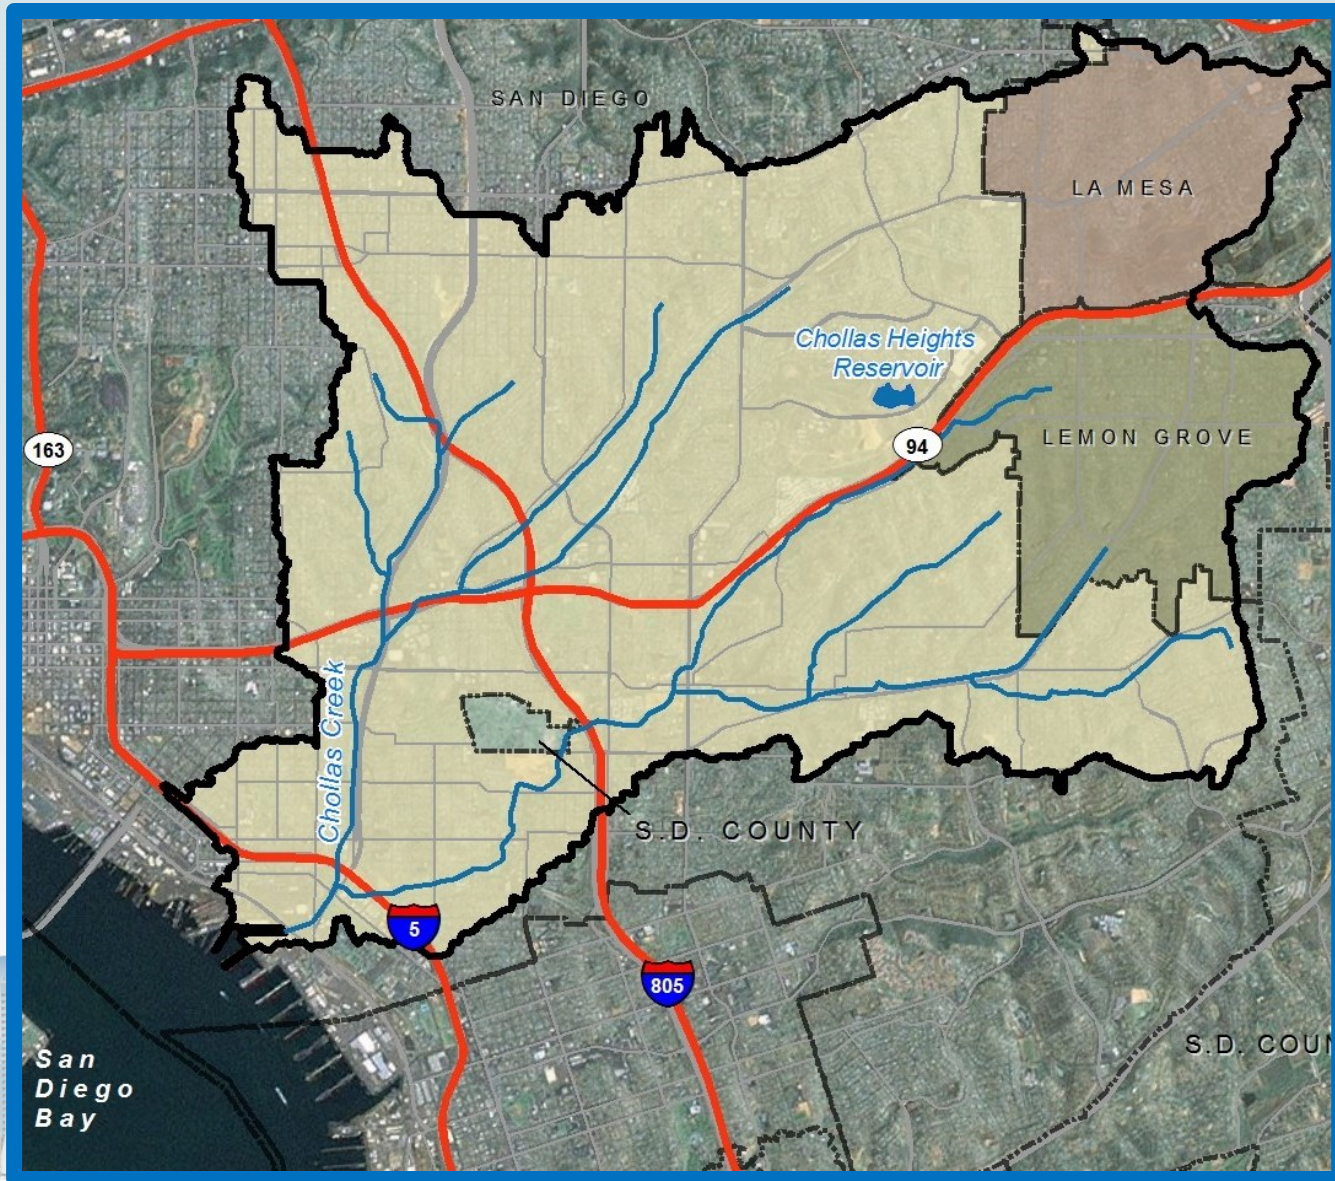 SAN DIEGO
LA MESA
Chollas Heights
Reservoir
LEMON GROVE
163
94
Chollas Creek
S.D. COUNTY
5
805
San
Diego
Bay
S.D. COUN